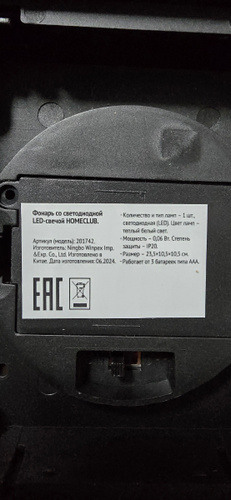 Фонарь со светодиодной
LED-свечой HOMECLUB.
Артикул (модель): 201742.
Изготовитель: Ningbo Winpex Imp.
&Exp. Co., Ltd. Изготовлено в
Китае. Дата изготовления: 06.2024.
EAC
- Количество и тип ламп – 1 шт.,
светодиодная (LED). Цвет ламп –
теплый белый свет.
- Мощность – 0,06 Вт, Степень
защиты – IP20.
- Размер – 23,5×10,5×10,5 см.
- Работает от 3 батареек типа ААА.